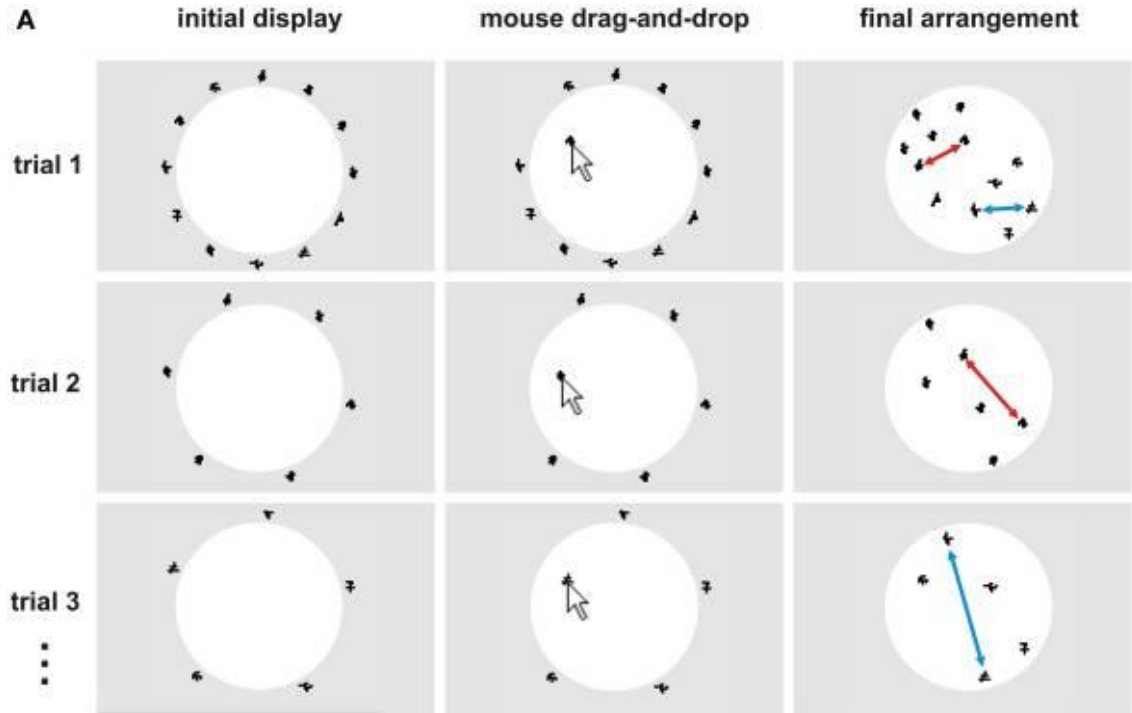 A
initial display mouse drag-and-drop final arrangement
trial 1
trial 2
trial 3